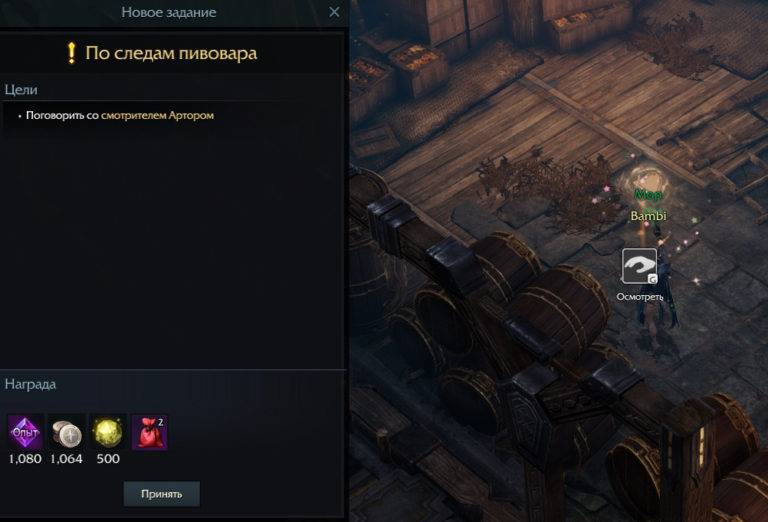 Новое задание
По следам пивовара
Цели
• Поговорить со смотрителем Артором
Bambi
G
Осмотреть
Награда
Опыт
2
1,080 1,064 500
Принять